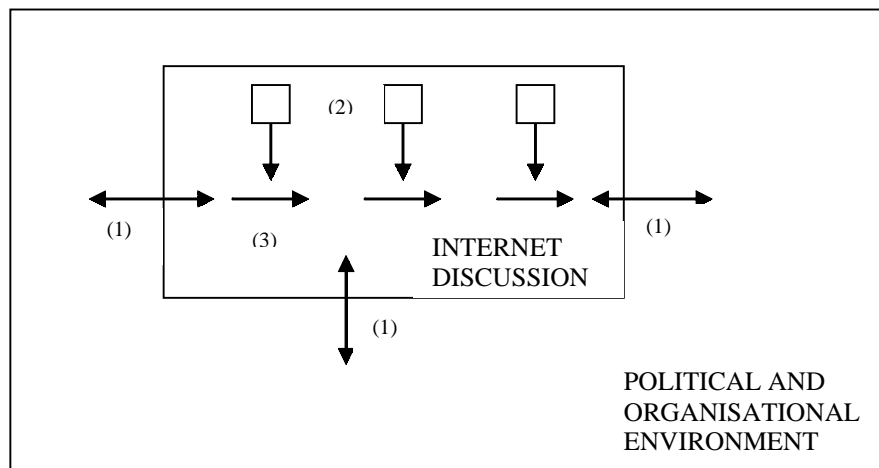 (2)
(1)
(3)
(1)
INTERNET
DISCUSSION
(1)
POLITICAL AND
ORGANISATIONAL
ENVIRONMENT